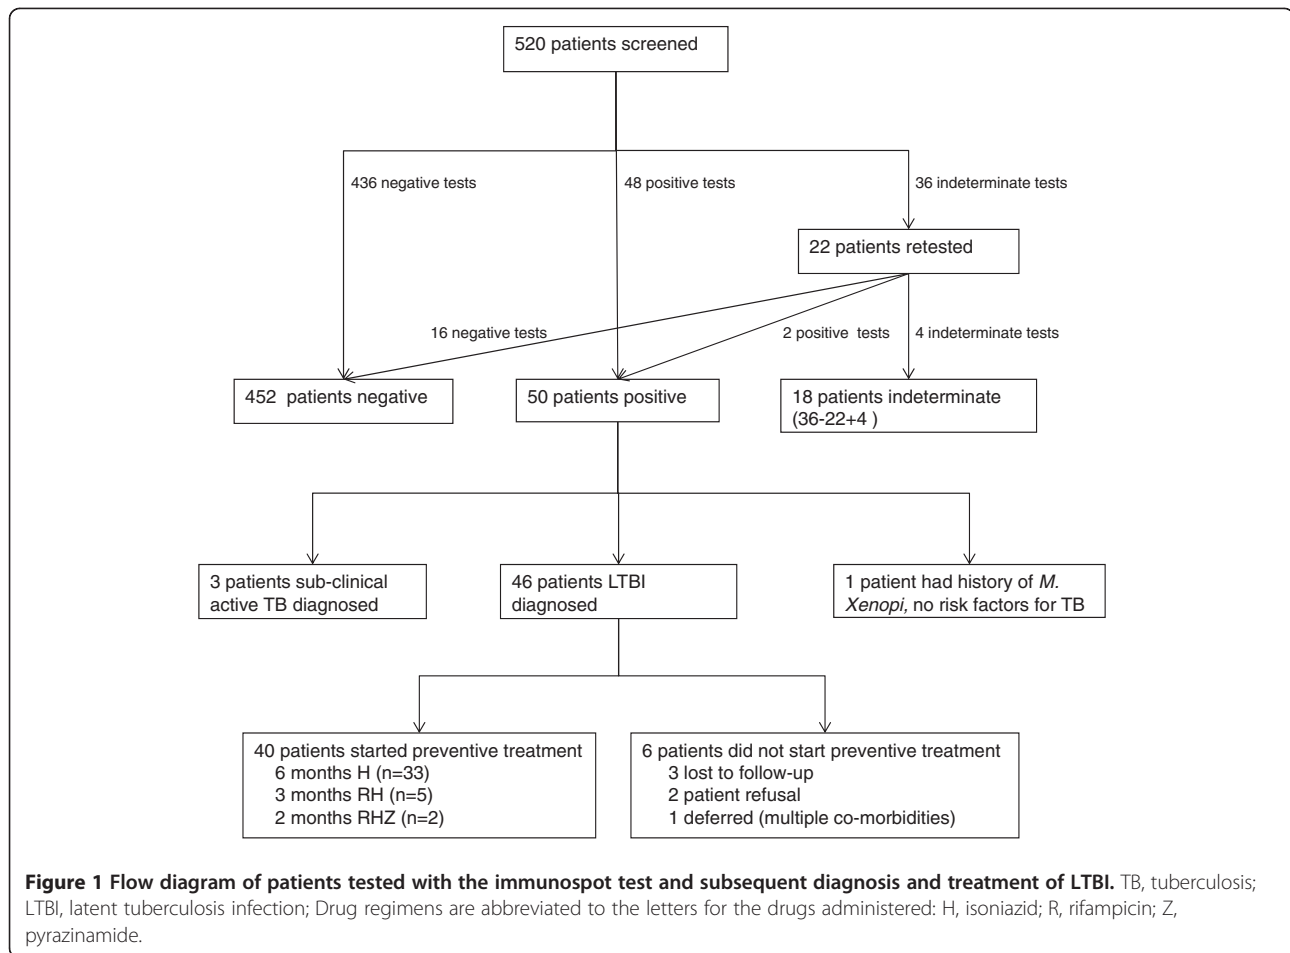 520 patients screened
436 negative tests
48 positive tests
36 indeterminate tests
22 patients retested
16 negative tests
2 positive tests
4 indeterminate tests
452 patients negative
50 patients positive
18 patients indeterminate
(36-22+4 )
3 patients sub-clinical
active TB diagnosed
46 patients LTBI
diagnosed
1 patient had history of M.
Xenopi, no risk factors for TB
40 patients started preventive treatment
6 months H (n=33)
3 months RH (n=5)
2 months RHZ (n=2)
6 patients did not start preventive treatment
3 lost to follow-up
2 patient refusal
1 deferred (multiple co-morbidities)
Figure 1 Flow diagram of patients tested with the immunospot test and subsequent diagnosis and treatment of LTBI. TB, tuberculosis;
LTBI, latent tuberculosis infection; Drug regimens are abbreviated to the letters for the drugs administered: H, isoniazid; R, rifampicin; Z,
pyrazinamide.